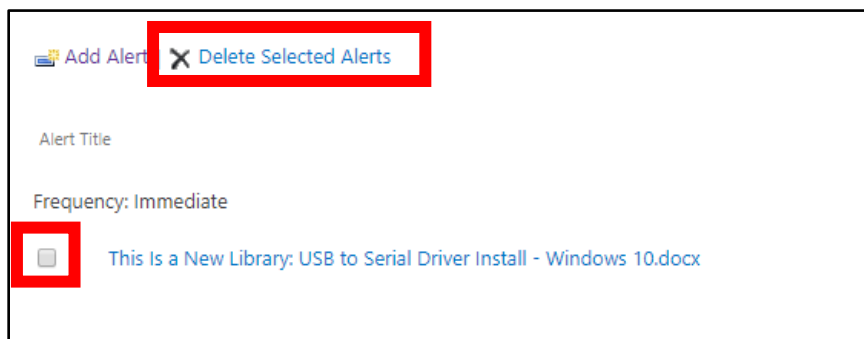 Add Alert Delete Selected Alerts
Alert Title
Frequency: Immediate
This Is a New Library: USB to Serial Driver Install - Windows 10.docx